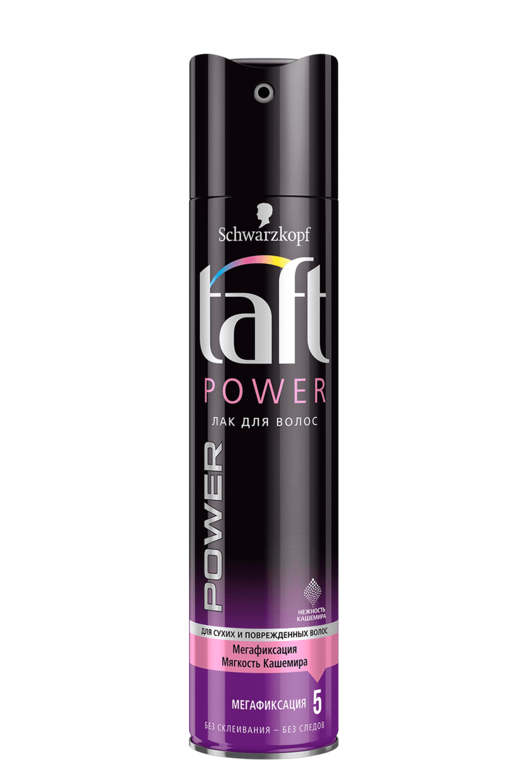 Schwarzkopf
taft
POWER
ЛАК ДЛЯ ВОЛОС
POWER
НЕЖНОСТЬ
КАШЕМИРА
ДЛЯ СУХИХ И ПОВРЕЖДЕННЫХ ВОЛОС
Мегафиксация
Мягкость Кашемира
МЕГАФИКСАЦИЯ 5
БЕЗ СКЛЕИВАНИЯ – БЕЗ СЛЕДОВ